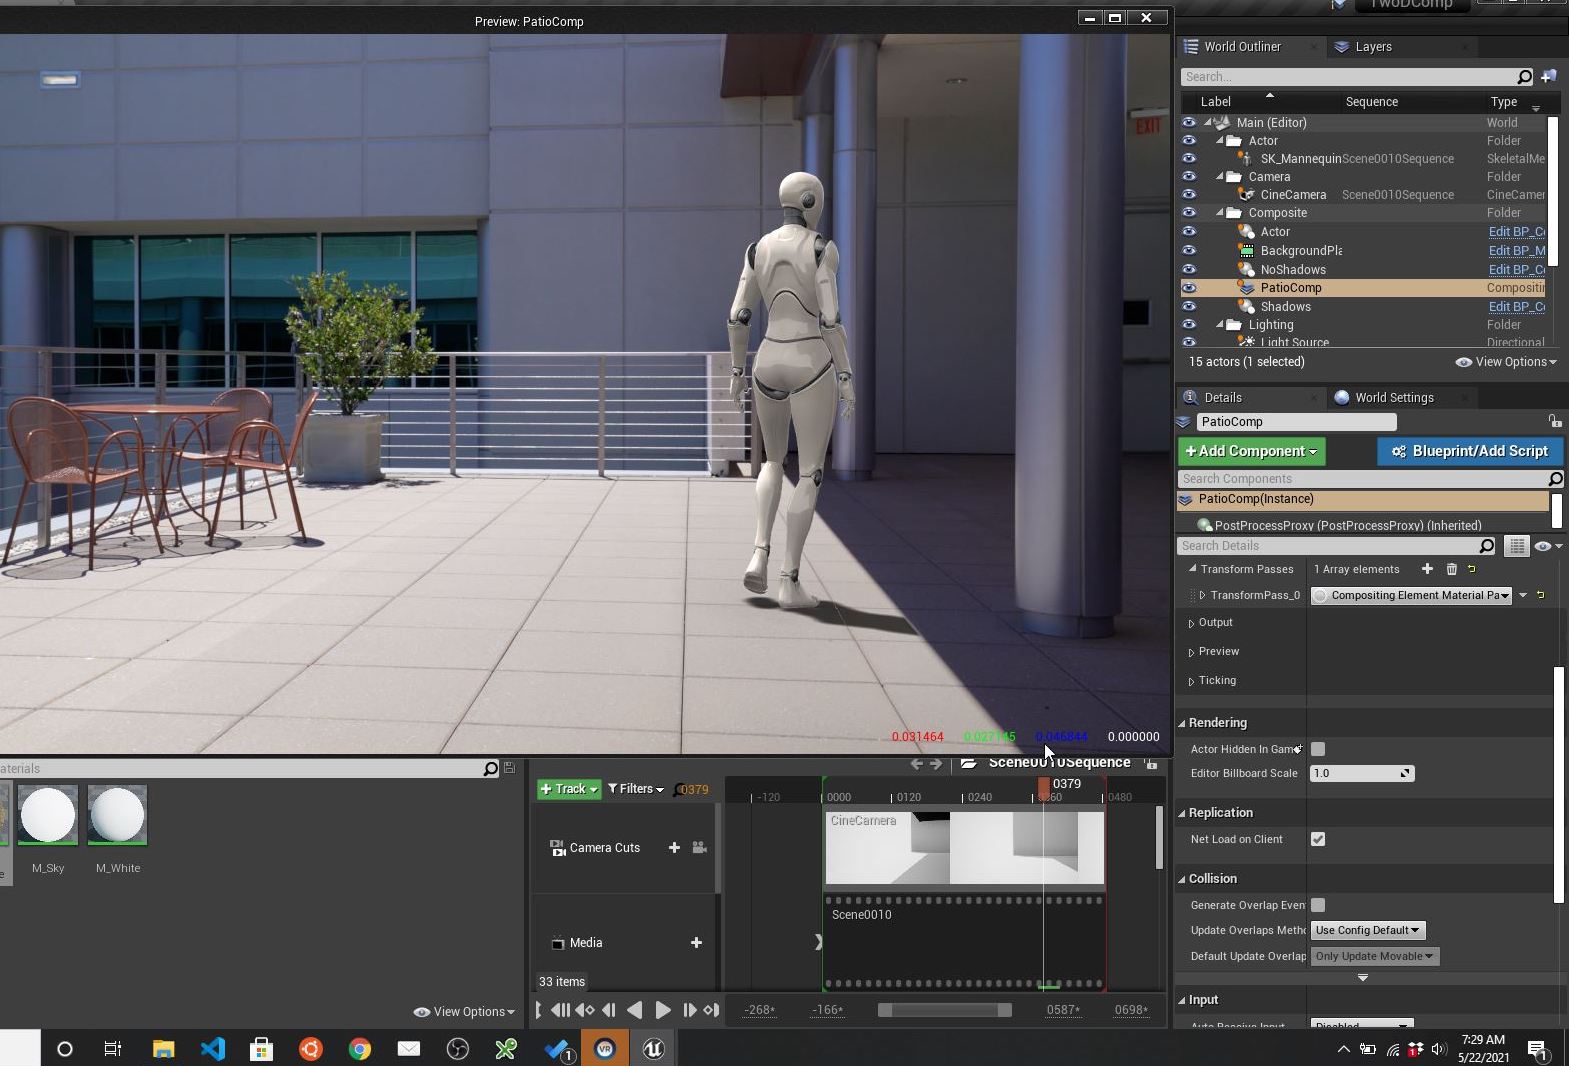 Preview: PatioComp
TwoDComp
EXIT
0.031464 0.027145 0.046844 0.000000
World Outliner
Layers
Search...
Label Sequence Type
Main (Editor) World
Actor Folder
SK_Mannequin Scene0010Sequence SkeletalMe
Camera Folder
CineCamera Scene0010Sequence CineCamer
Composite Folder
Actor Edit BP_C
BackgroundPla Edit BP_M
NoShadows Edit BP_C
PatioComp Compositi
Shadows Edit BP_C
Lighting Folder
Light Source Directional
15 actors (1 selected) View Options
Details
World Settings
PatioComp
+Add Component
Blueprint/Add Script
Search Components
PatioComp(Instance)
PostProcessProxy (PostProcessProxy) (Inherited)
Search Details
Transform Passes 1 Array elements
TransformPass_0 Compositing Element Material Pa
Output
Preview
Ticking
Rendering
Actor Hidden In Gam
Editor Billboard Scale 1.0
Replication
Net Load on Client
Collision
Generate Overlap Even
Update Overlaps Metho Use Config Default
Default Update Overlap Only Update Movable
Input
Auto Receive Input Disabled
aterials
M_Sky
M_White
View Options
Scene0010Sequence
+ Track Filters 0379
0379
-120 0000 0120 0240 0360 0480
Camera Cuts
CineCamera
Media
Scene0010
33 items
-268* -166* 0587* 0698*
VR
1
1
7:29 AM
5/22/2021
1